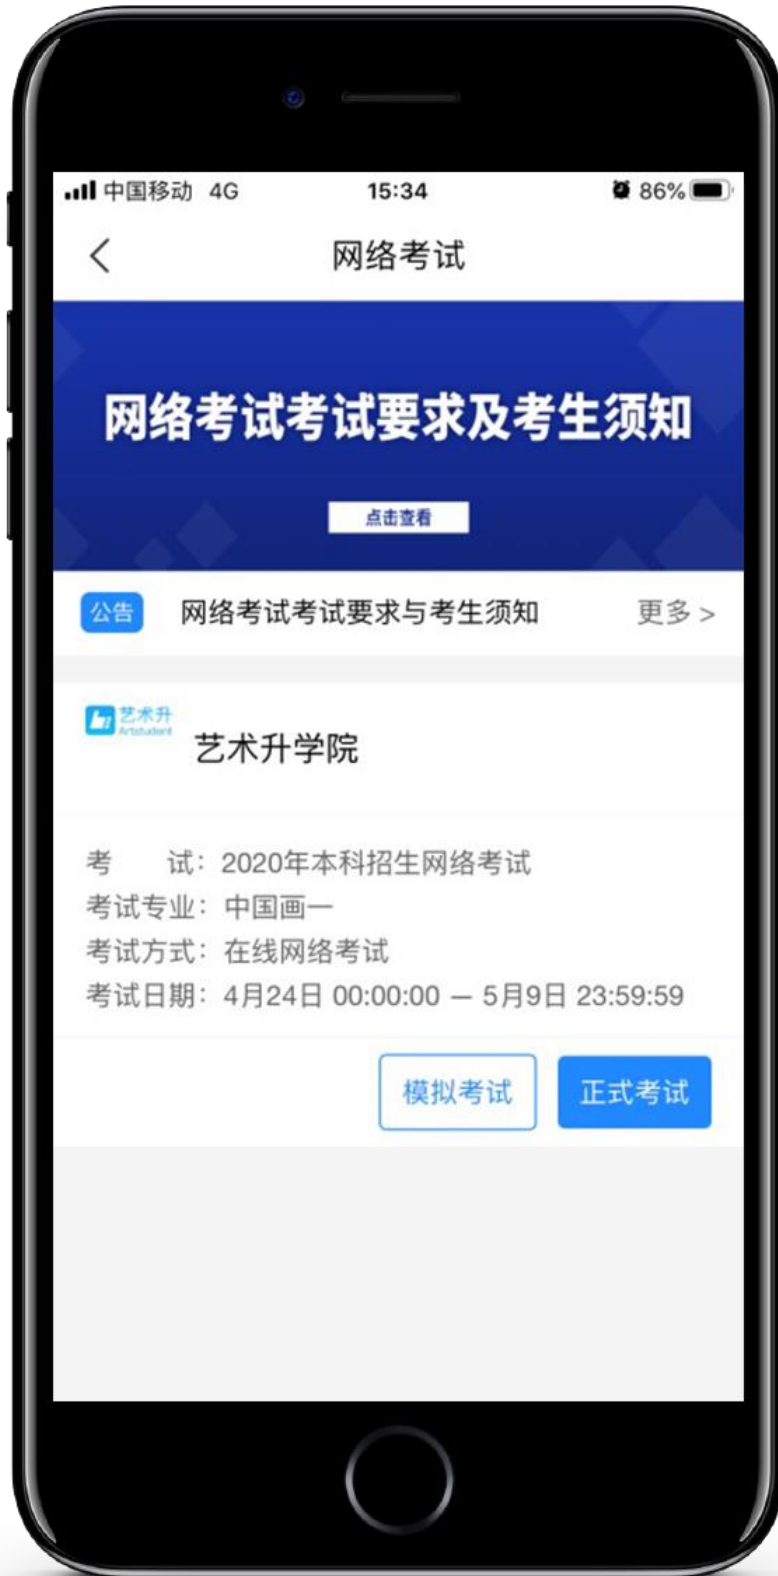 中国移动 4G 15:34 86%
网络考试
网络考试考试要求及考生须知
点击查看
公告 网络考试考试要求与考生须知 更多 >
艺术升
Artstudent
艺术升学院
考 试：2020年本科招生网络考试
考试专业：中国画一
考试方式：在线网络考试
考试日期：4月24日 00:00:00 — 5月9日 23:59:59
模拟考试 正式考试